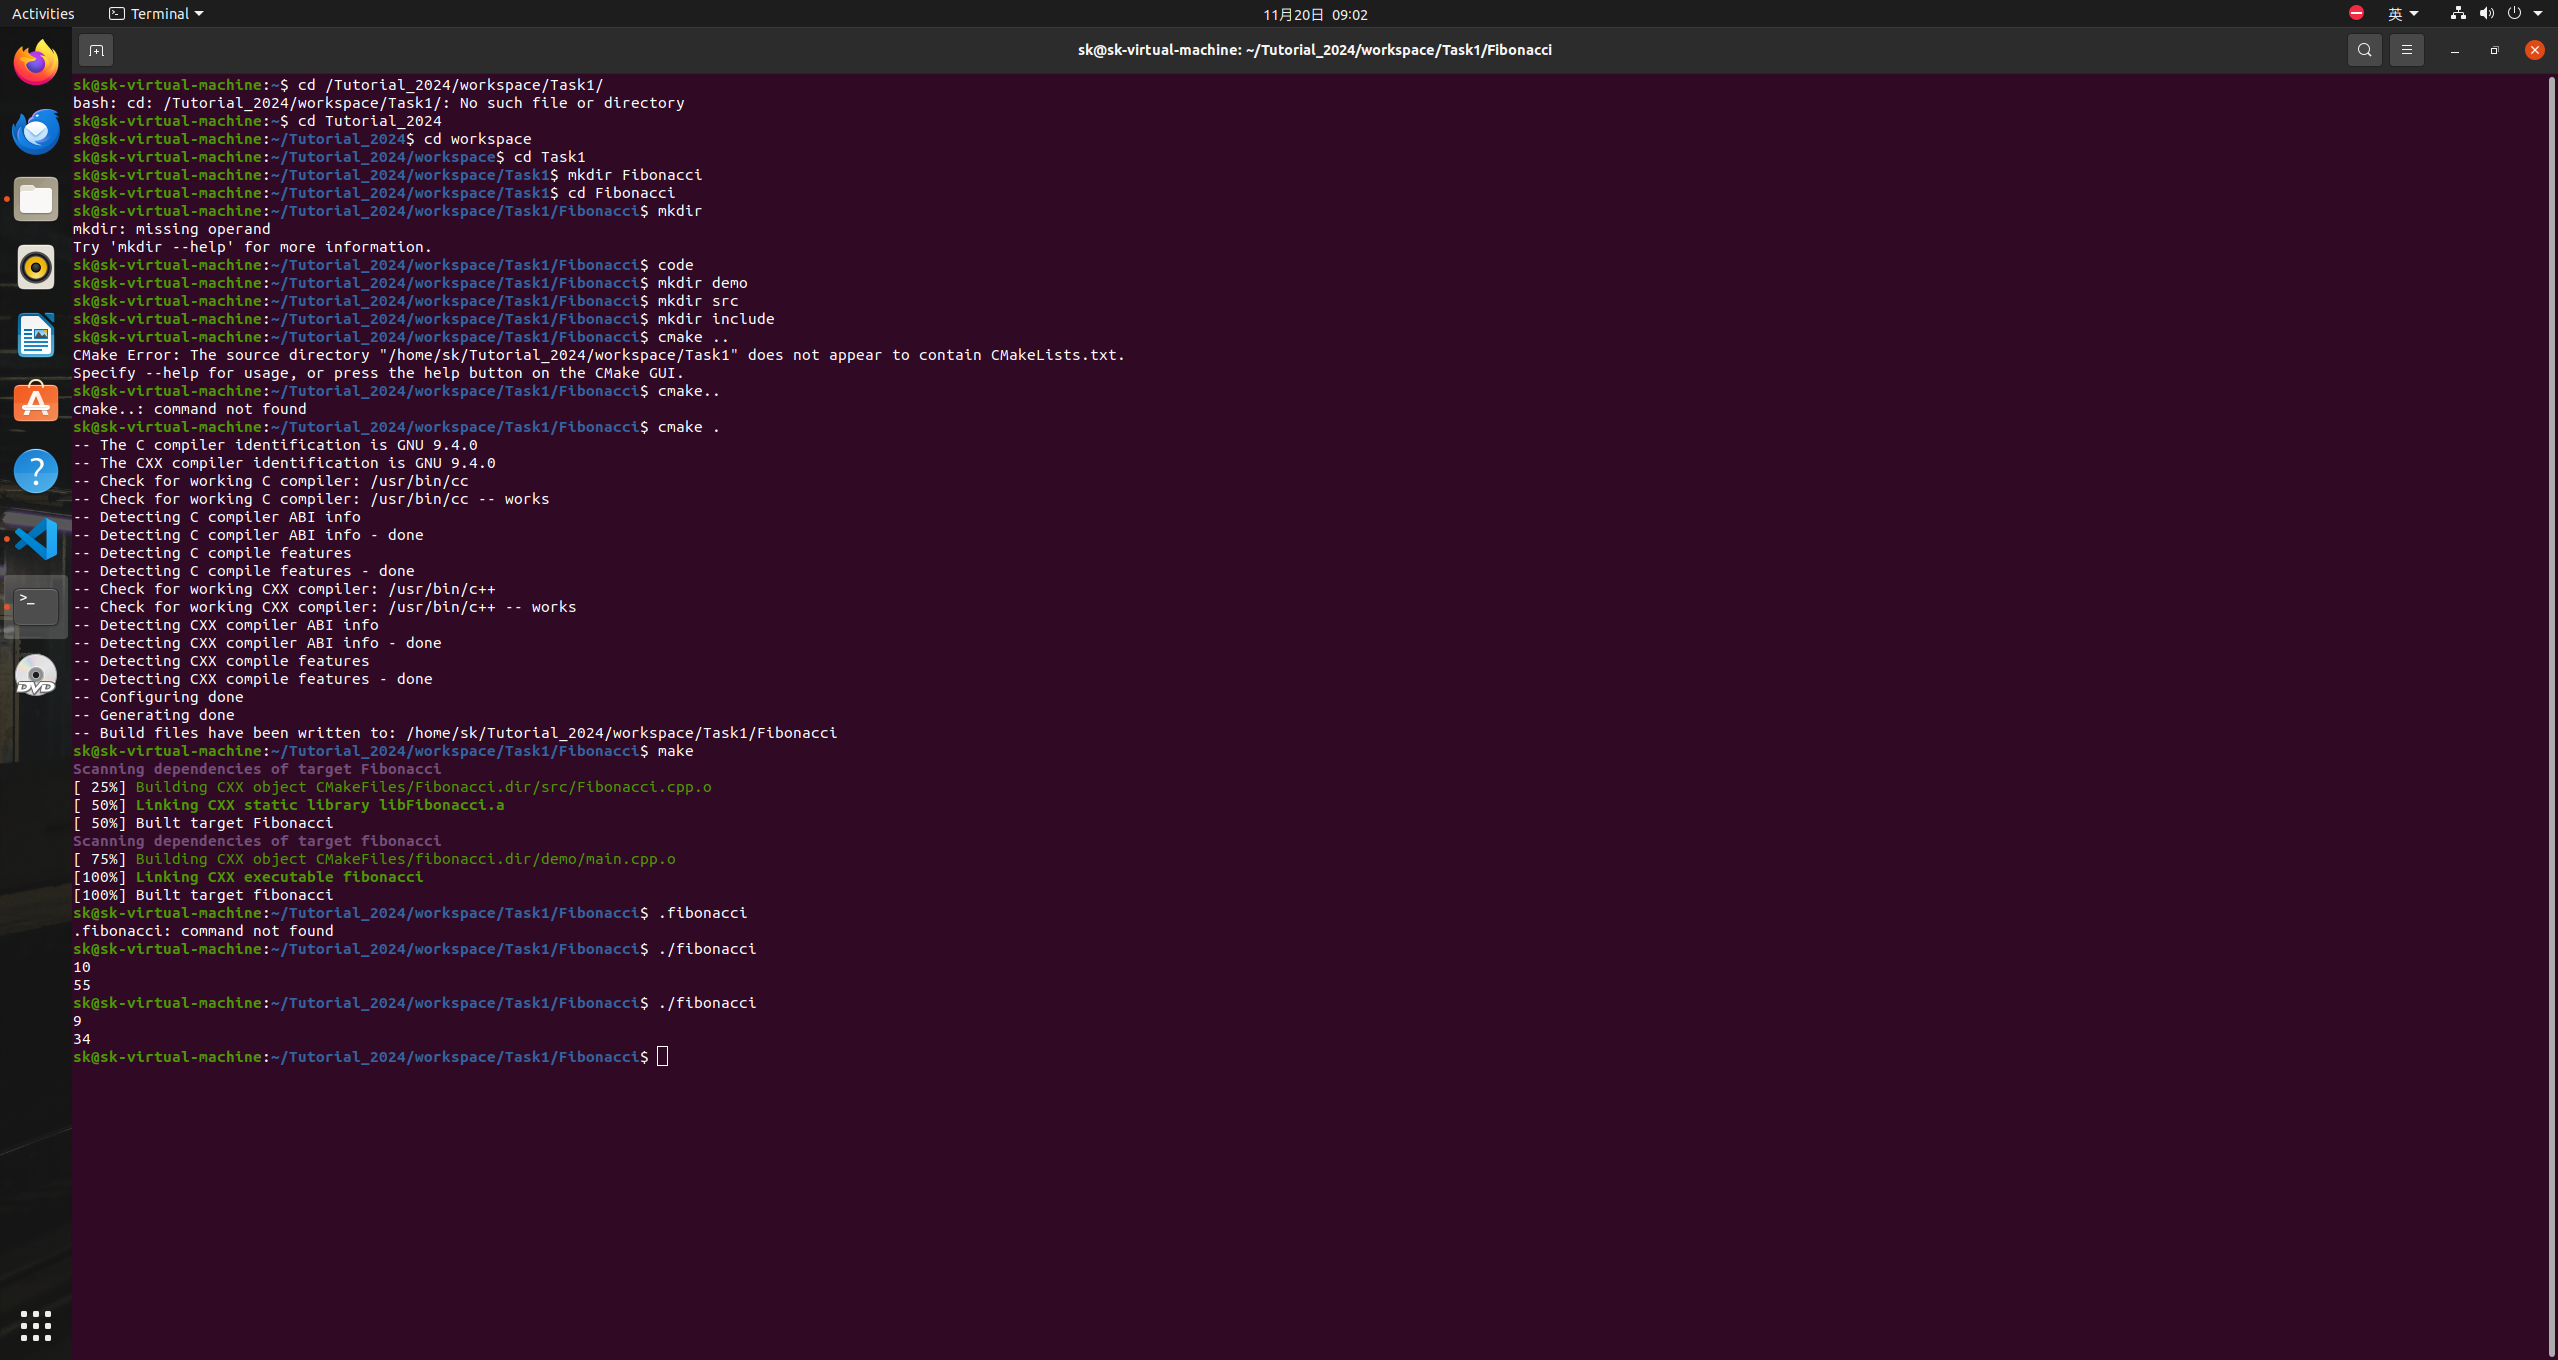 Activities
Terminal
11月20日 09:02
英
sk@sk-virtual-machine: ~/Tutorial_2024/workspace/Task1/Fibonacci
sk@sk-virtual-machine:~$ cd /Tutorial_2024/workspace/Task1/
bash: cd: /Tutorial_2024/workspace/Task1/: No such file or directory
sk@sk-virtual-machine:~$ cd Tutorial_2024
sk@sk-virtual-machine:~/Tutorial_2024$ cd workspace
sk@sk-virtual-machine:~/Tutorial_2024/workspace$ cd Task1
sk@sk-virtual-machine:~/Tutorial_2024/workspace/Task1$ mkdir Fibonacci
sk@sk-virtual-machine:~/Tutorial_2024/workspace/Task1$ cd Fibonacci
sk@sk-virtual-machine:~/Tutorial_2024/workspace/Task1/Fibonacci$ mkdir
mkdir: missing operand
Try 'mkdir --help' for more information.
sk@sk-virtual-machine:~/Tutorial_2024/workspace/Task1/Fibonacci$ code
sk@sk-virtual-machine:~/Tutorial_2024/workspace/Task1/Fibonacci$ mkdir demo
sk@sk-virtual-machine:~/Tutorial_2024/workspace/Task1/Fibonacci$ mkdir src
sk@sk-virtual-machine:~/Tutorial_2024/workspace/Task1/Fibonacci$ mkdir include
sk@sk-virtual-machine:~/Tutorial_2024/workspace/Task1/Fibonacci$ cmake ..
CMake Error: The source directory "/home/sk/Tutorial_2024/workspace/Task1" does not appear to contain CMakeLists.txt.
Specify --help for usage, or press the help button on the CMake GUI.
sk@sk-virtual-machine:~/Tutorial_2024/workspace/Task1/Fibonacci$ cmake..
cmake..: command not found
sk@sk-virtual-machine:~/Tutorial_2024/workspace/Task1/Fibonacci$ cmake .
-- The C compiler identification is GNU 9.4.0
-- The CXX compiler identification is GNU 9.4.0
-- Check for working C compiler: /usr/bin/cc
-- Check for working C compiler: /usr/bin/cc -- works
-- Detecting C compiler ABI info
-- Detecting C compiler ABI info - done
-- Detecting C compile features
-- Detecting C compile features - done
-- Check for working CXX compiler: /usr/bin/c++
-- Check for working CXX compiler: /usr/bin/c++ -- works
-- Detecting CXX compiler ABI info
-- Detecting CXX compiler ABI info - done
-- Detecting CXX compile features
-- Detecting CXX compile features - done
-- Configuring done
-- Generating done
-- Build files have been written to: /home/sk/Tutorial_2024/workspace/Task1/Fibonacci
sk@sk-virtual-machine:~/Tutorial_2024/workspace/Task1/Fibonacci$ make
Scanning dependencies of target Fibonacci
[ 25%] Building CXX object CMakeFiles/Fibonacci.dir/src/Fibonacci.cpp.o
[ 50%] Linking CXX static library libFibonacci.a
[ 50%] Built target Fibonacci
Scanning dependencies of target fibonacci
[ 75%] Building CXX object CMakeFiles/fibonacci.dir/demo/main.cpp.o
[100%] Linking CXX executable fibonacci
[100%] Built target fibonacci
sk@sk-virtual-machine:~/Tutorial_2024/workspace/Task1/Fibonacci$ .fibonacci
.fibonacci: command not found
sk@sk-virtual-machine:~/Tutorial_2024/workspace/Task1/Fibonacci$ ./fibonacci
10
55
sk@sk-virtual-machine:~/Tutorial_2024/workspace/Task1/Fibonacci$ ./fibonacci
9
34
sk@sk-virtual-machine:~/Tutorial_2024/workspace/Task1/Fibonacci$
DVD